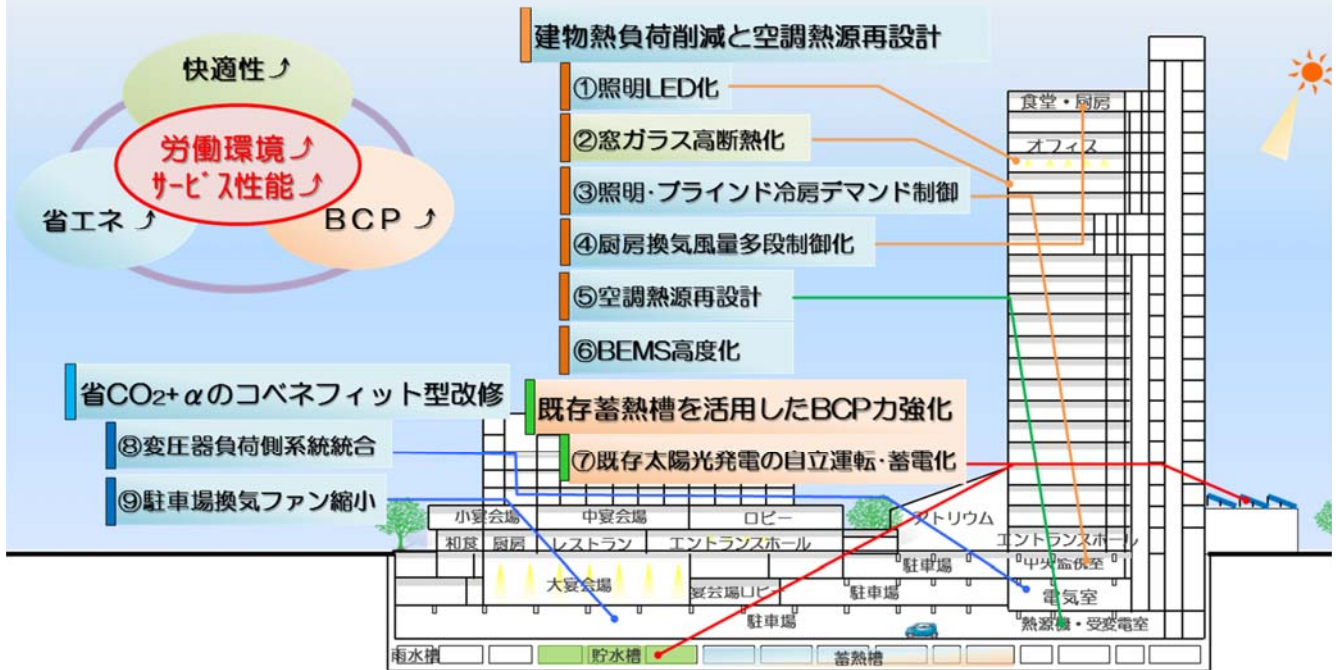 快適性⤴
労働環境⤴
サービス性能⤴
省エネ⤴
BCP⤴
建物熱負荷削減と空調熱源再設計
①照明LED化
②窓ガラス高断熱化
③照明・ブラインド冷房デマンド制御
④厨房換気風量多段制御化
⑤空調熱源再設計
⑥BEMS高度化
省CO₂+αのコベネフィット型改修
⑧変圧器負荷側系統統合
⑨駐車場換気ファン縮小
既存蓄熱槽を活用したBCP力強化
⑦既存太陽光発電の自立運転・蓄電化
食堂・厨房
オフィス
小宴会場 中宴会場 ロビー アトリウム
和食 厨房 レストラン エントランスホール エントランスホール
駐車場 中央監視室
大宴会場 宴会場ロビー 駐車場 電気室
駐車場 熱源機・受変電室
雨水槽 貯水槽 蓄熱槽